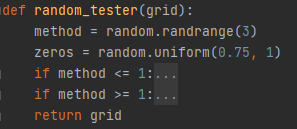 def random_tester(grid):
    method = random.randrange(3)
    zeros = random.uniform(0.75, 1)
    if method <= 1:...
    if method >= 1:...
    return grid